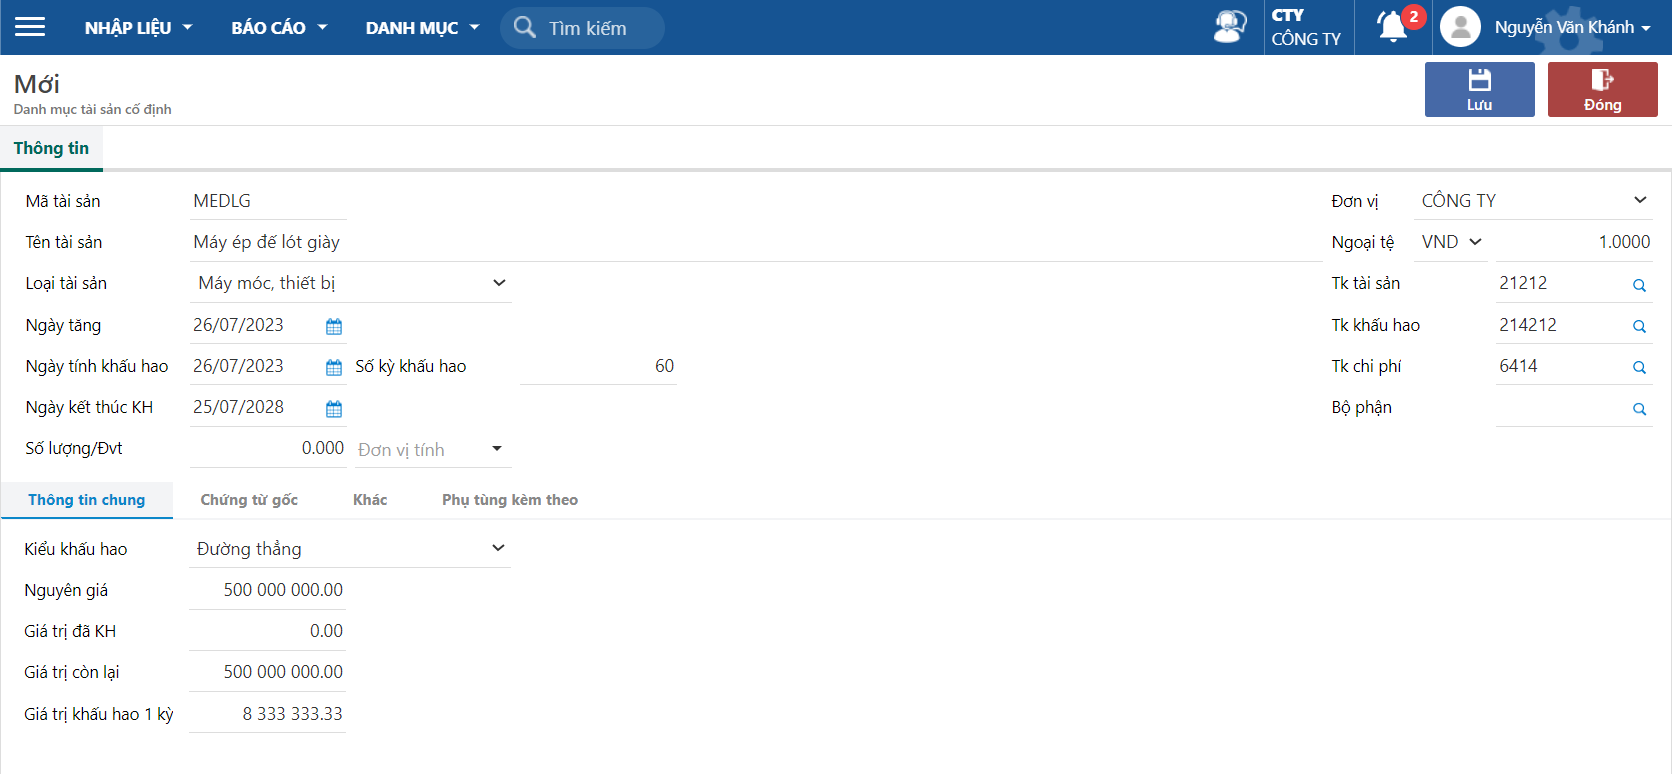 NHẬP LIỆU BÁO CÁO DANH MỤC Tìm kiếm CTY CÔNG TY 2 Nguyễn Văn Khánh
Mới
Danh mục tài sản cố định
Lưu Đóng
Thông tin
Mã tài sản MEDLG Đơn vị CÔNG TY
Tên tài sản Máy ép đế lót giày Ngoại tệ VND 1.0000
Loại tài sản Máy móc, thiết bị Tk tài sản 21212
Ngày tăng 26/07/2023 Tk khấu hao 214212
Ngày tính khấu hao 26/07/2023 Số kỳ khấu hao 60 Tk chi phí 6414
Ngày kết thúc KH 25/07/2028 Bộ phận
Số lượng/Đvt 0.000 Đơn vị tính
Thông tin chung Chứng từ gốc Khác Phụ tùng kèm theo
Kiểu khấu hao Đường thẳng
Nguyên giá 500 000 000.00
Giá trị đã KH 0.00
Giá trị còn lại 500 000 000.00
Giá trị khấu hao 1 kỳ 8 333 333.33